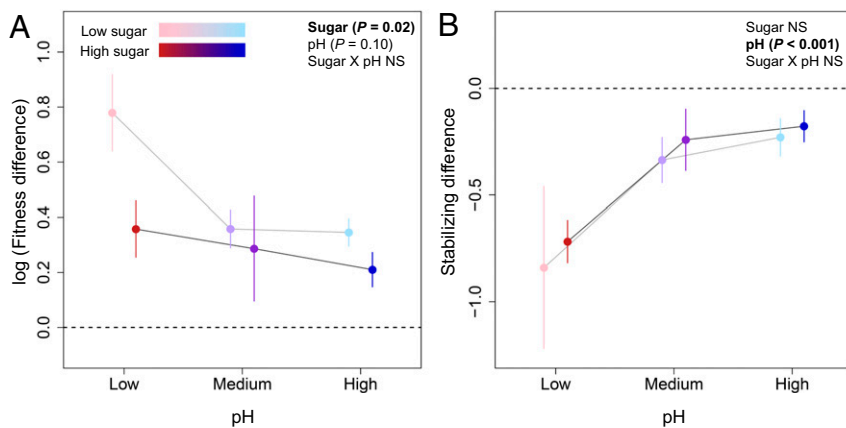 A
Low sugar
High sugar
Sugar (P = 0.02)
pH (P = 0.10)
Sugar X pH NS
log (Fitness difference)
0.0
0.2
0.4
0.6
0.8
1.0
Low
Medium
High
pH
B
Sugar NS
pH (P < 0.001)
Sugar X pH NS
Stabilizing difference
0.0
−0.5
−1.0
Low
Medium
High
pH